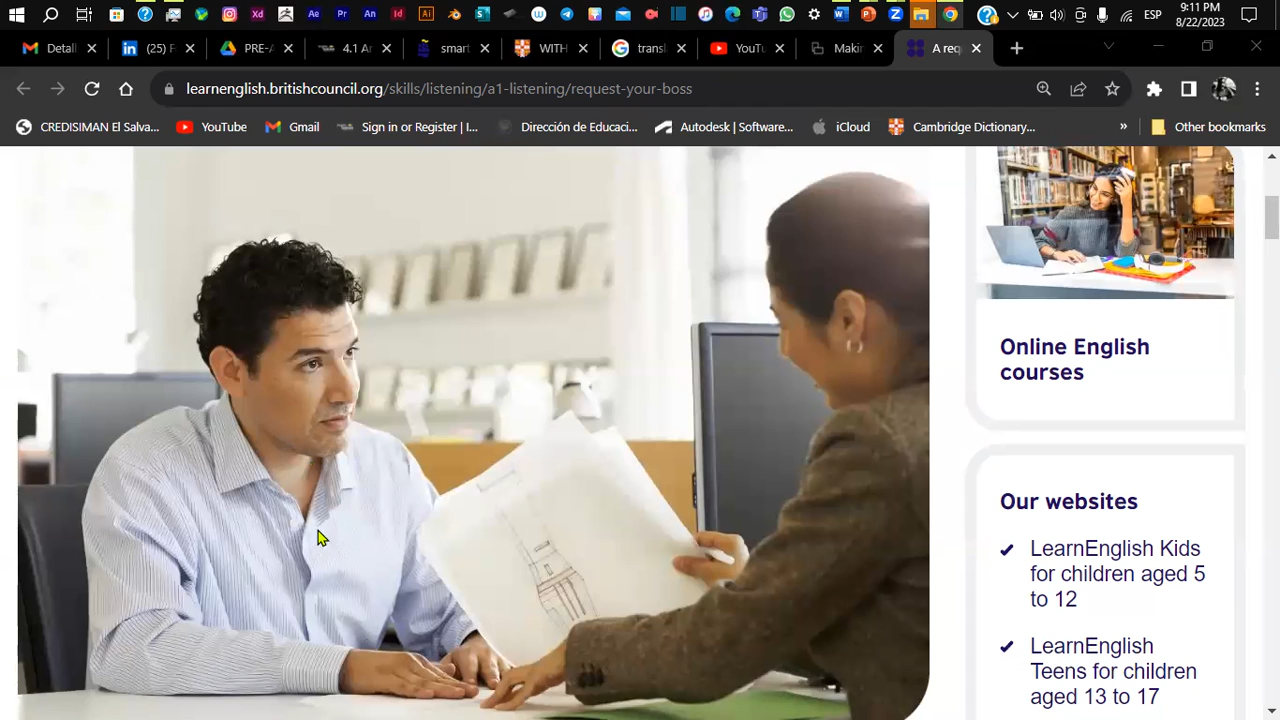 9:11 PM
ESP
8/22/2023
Detail
(25) F
PRE-A
4.1 Ar
smart
WITH
transl
YouTu
Makin
A req
learnenglish.britishcouncil.org/skills/listening/a1-listening/request-your-boss
CREDISIMAN El Salva...
YouTube
Gmail
Sign in or Register | I...
Dirección de Educaci...
Autodesk | Software...
iCloud
Cambridge Dictionary...
»
Other bookmarks
Online English
courses
Our websites
LearnEnglish Kids
for children aged 5
to 12
LearnEnglish
Teens for children
aged 13 to 17